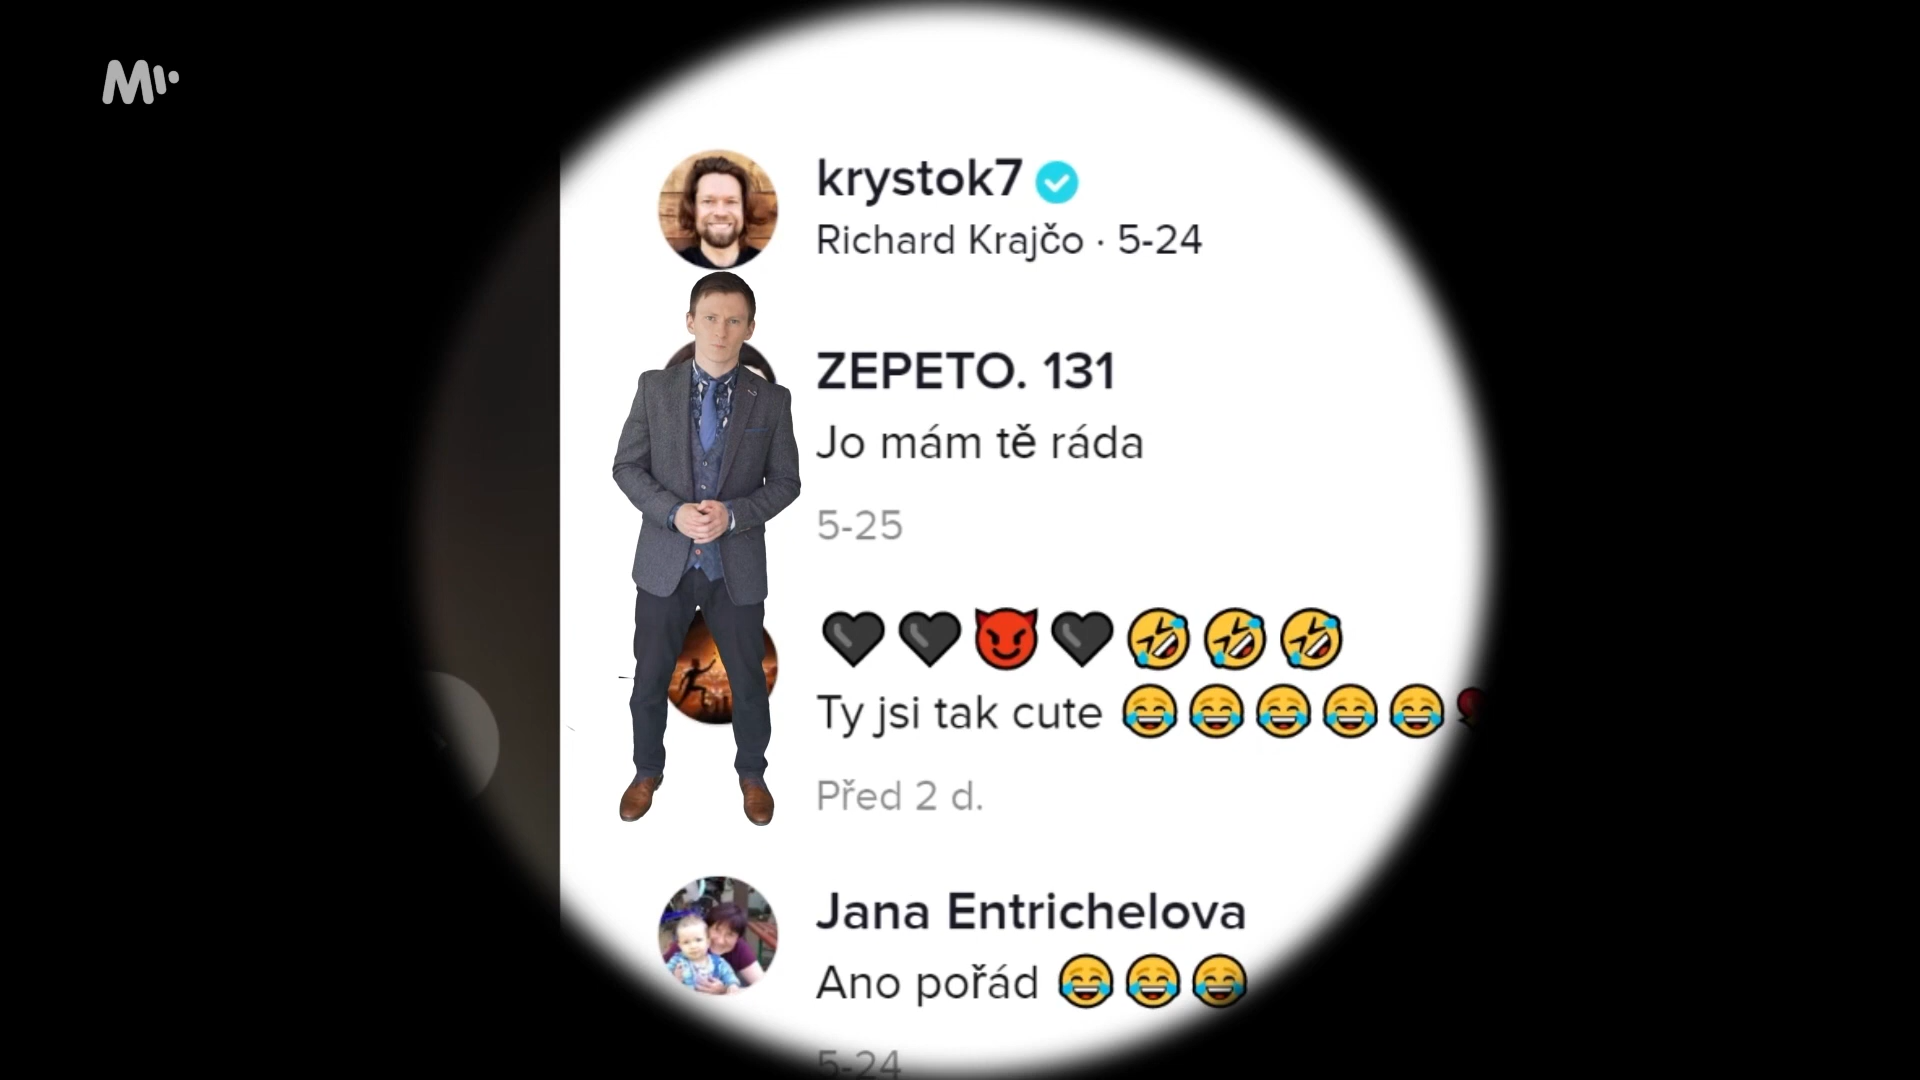 krystok7
Richard Krajčo · 5-24
ZEPETO. 131
Jo mám tě ráda
5-25
🖤🖤😈🖤🤣🤣🤣
Ty jsi tak cute 😂😂😂😂😂
Před 2 d.
Jana Entrichelova
Ano pořád 😂😂😂
5-24